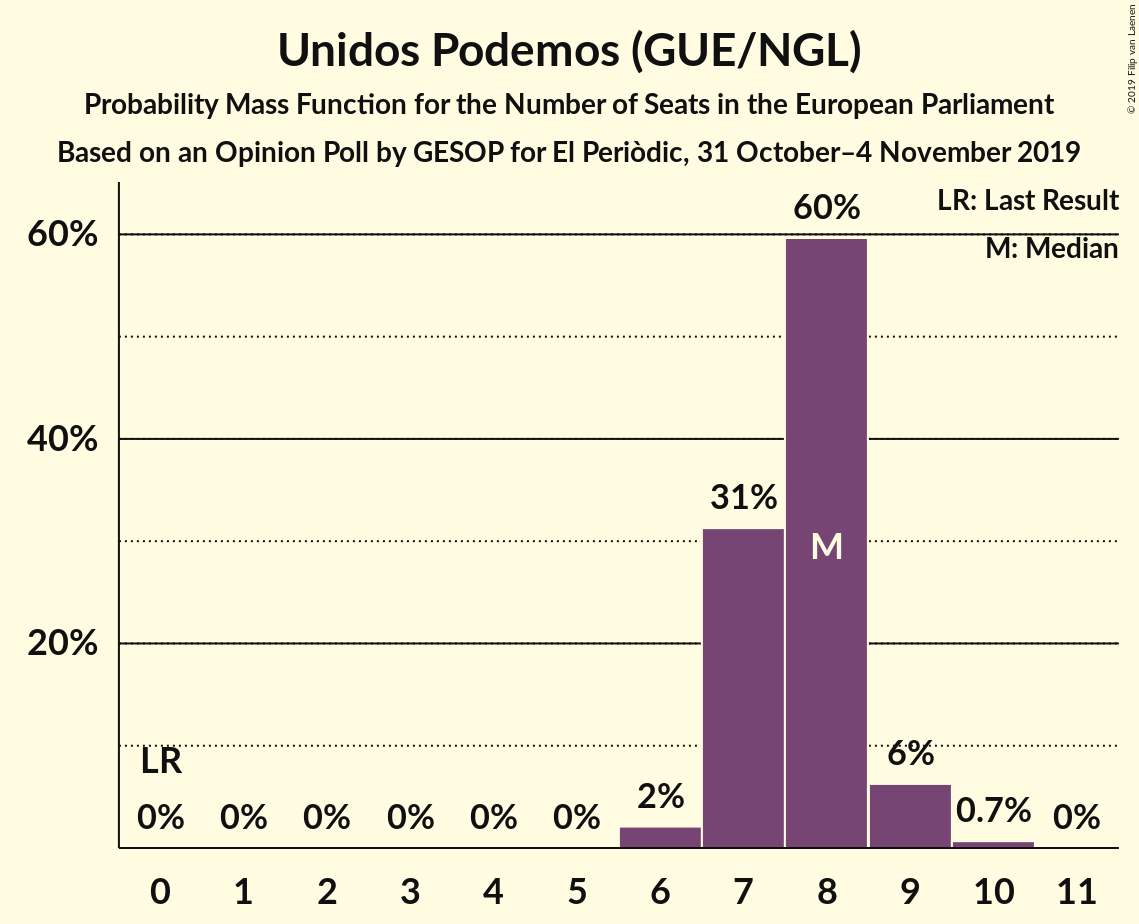 Unidos Podemos (GUE/NGL)
Probability Mass Function for the Number of Seats in the European Parliament
Based on an Opinion Poll by GESOP for El Periòdic, 31 October–4 November 2019
© 2019 Filip van Laenen
LR: Last Result
M: Median
60%
40%
20%
60%
31%
M
LR
0%
0%
0%
0%
0%
0%
2%
6%
0.7%
0%
0 1 2 3 4 5 6 7 8 9 10 11